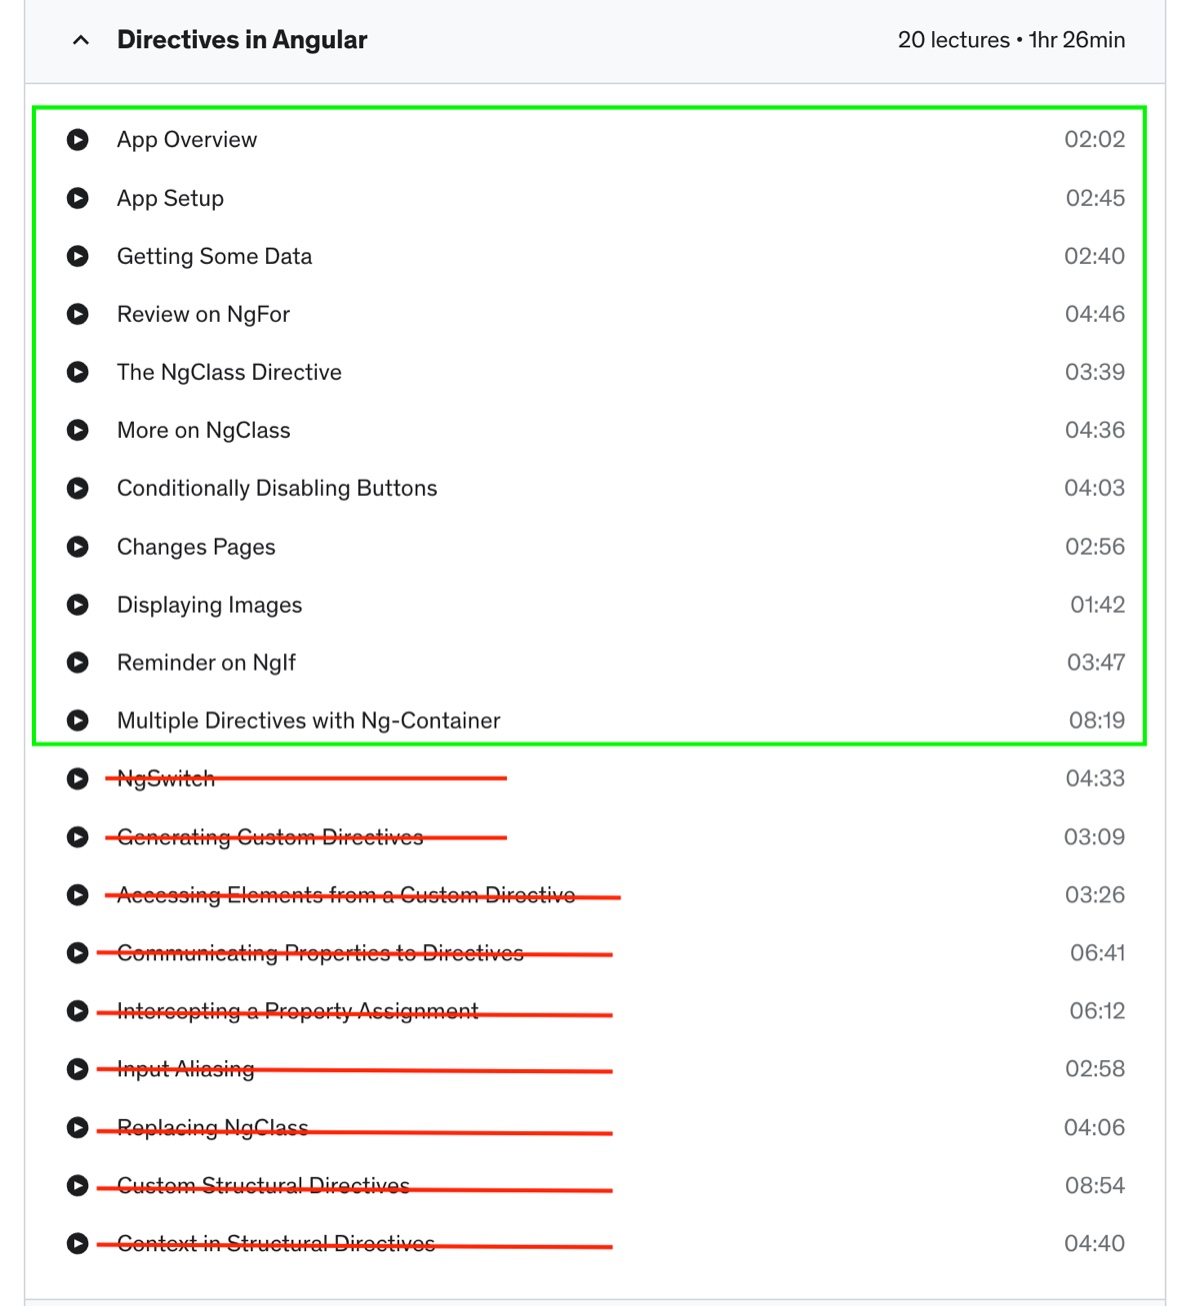 Directives in Angular 20 lectures • 1hr 26min
App Overview 02:02
App Setup 02:45
Getting Some Data 02:40
Review on NgFor 04:46
The NgClass Directive 03:39
More on NgClass 04:36
Conditionally Disabling Buttons 04:03
Changes Pages 02:56
Displaying Images 01:42
Reminder on NgIf 03:47
Multiple Directives with Ng-Container 08:19
NgSwitch 04:33
Generating Custom Directives 03:09
Accessing Elements from a Custom Directive 03:26
Communicating Properties to Directives 06:41
Intercepting a Property Assignment 06:12
Input Aliasing 02:58
Replacing NgClass 04:06
Custom Structural Directives 08:54
Context in Structural Directives 04:40